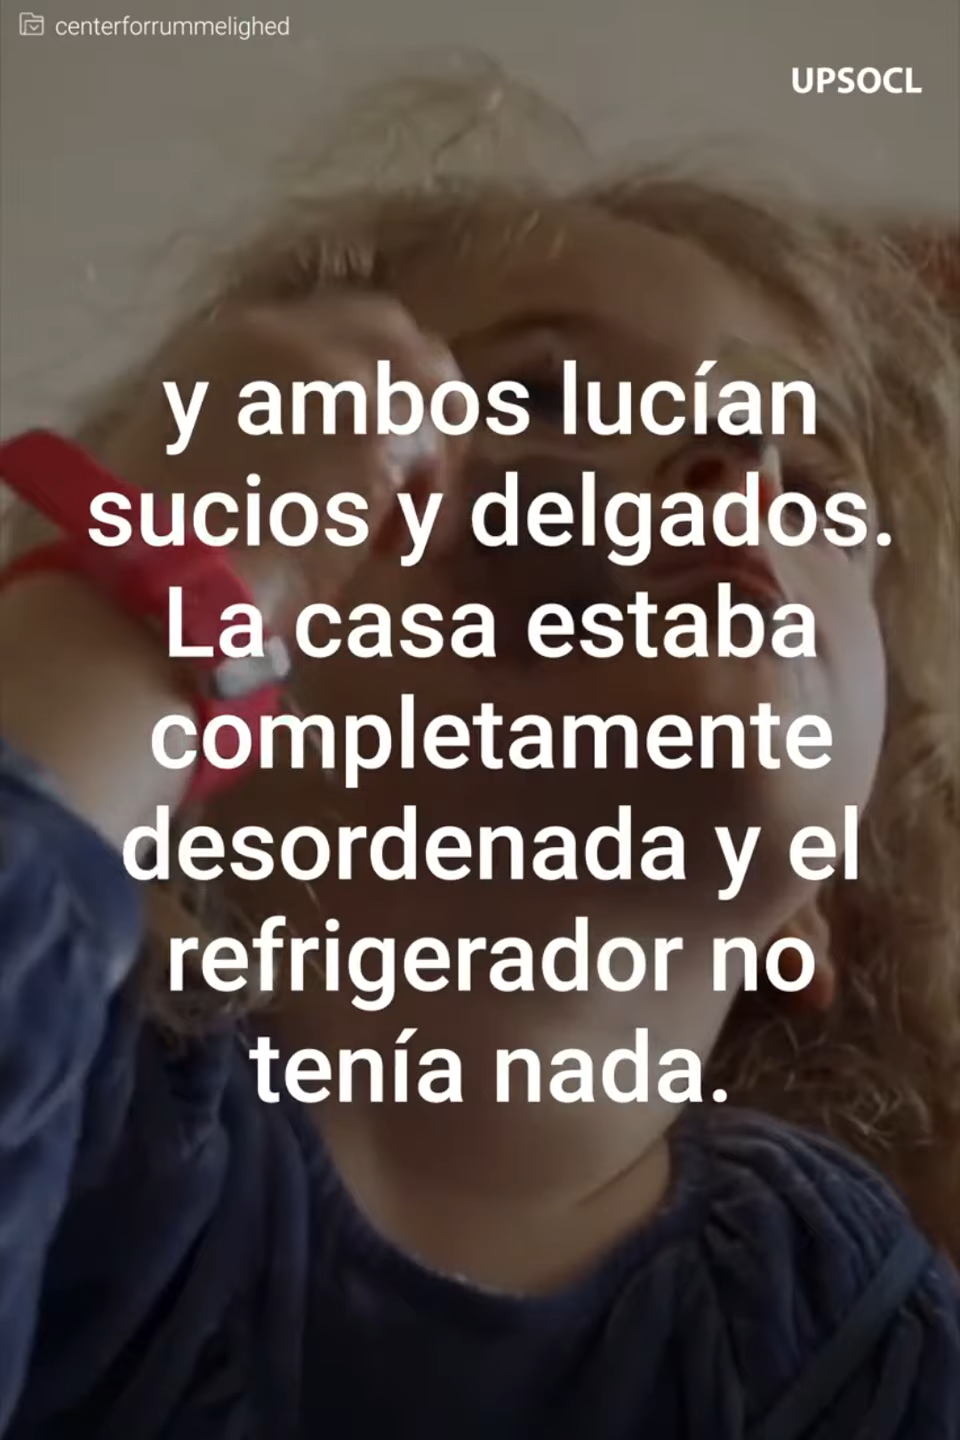 centerforrummelighed
UPSOCL
y ambos lucían
sucios y delgados.
La casa estaba
completamente
desordenada y el
refrigerador no
tenía nada.